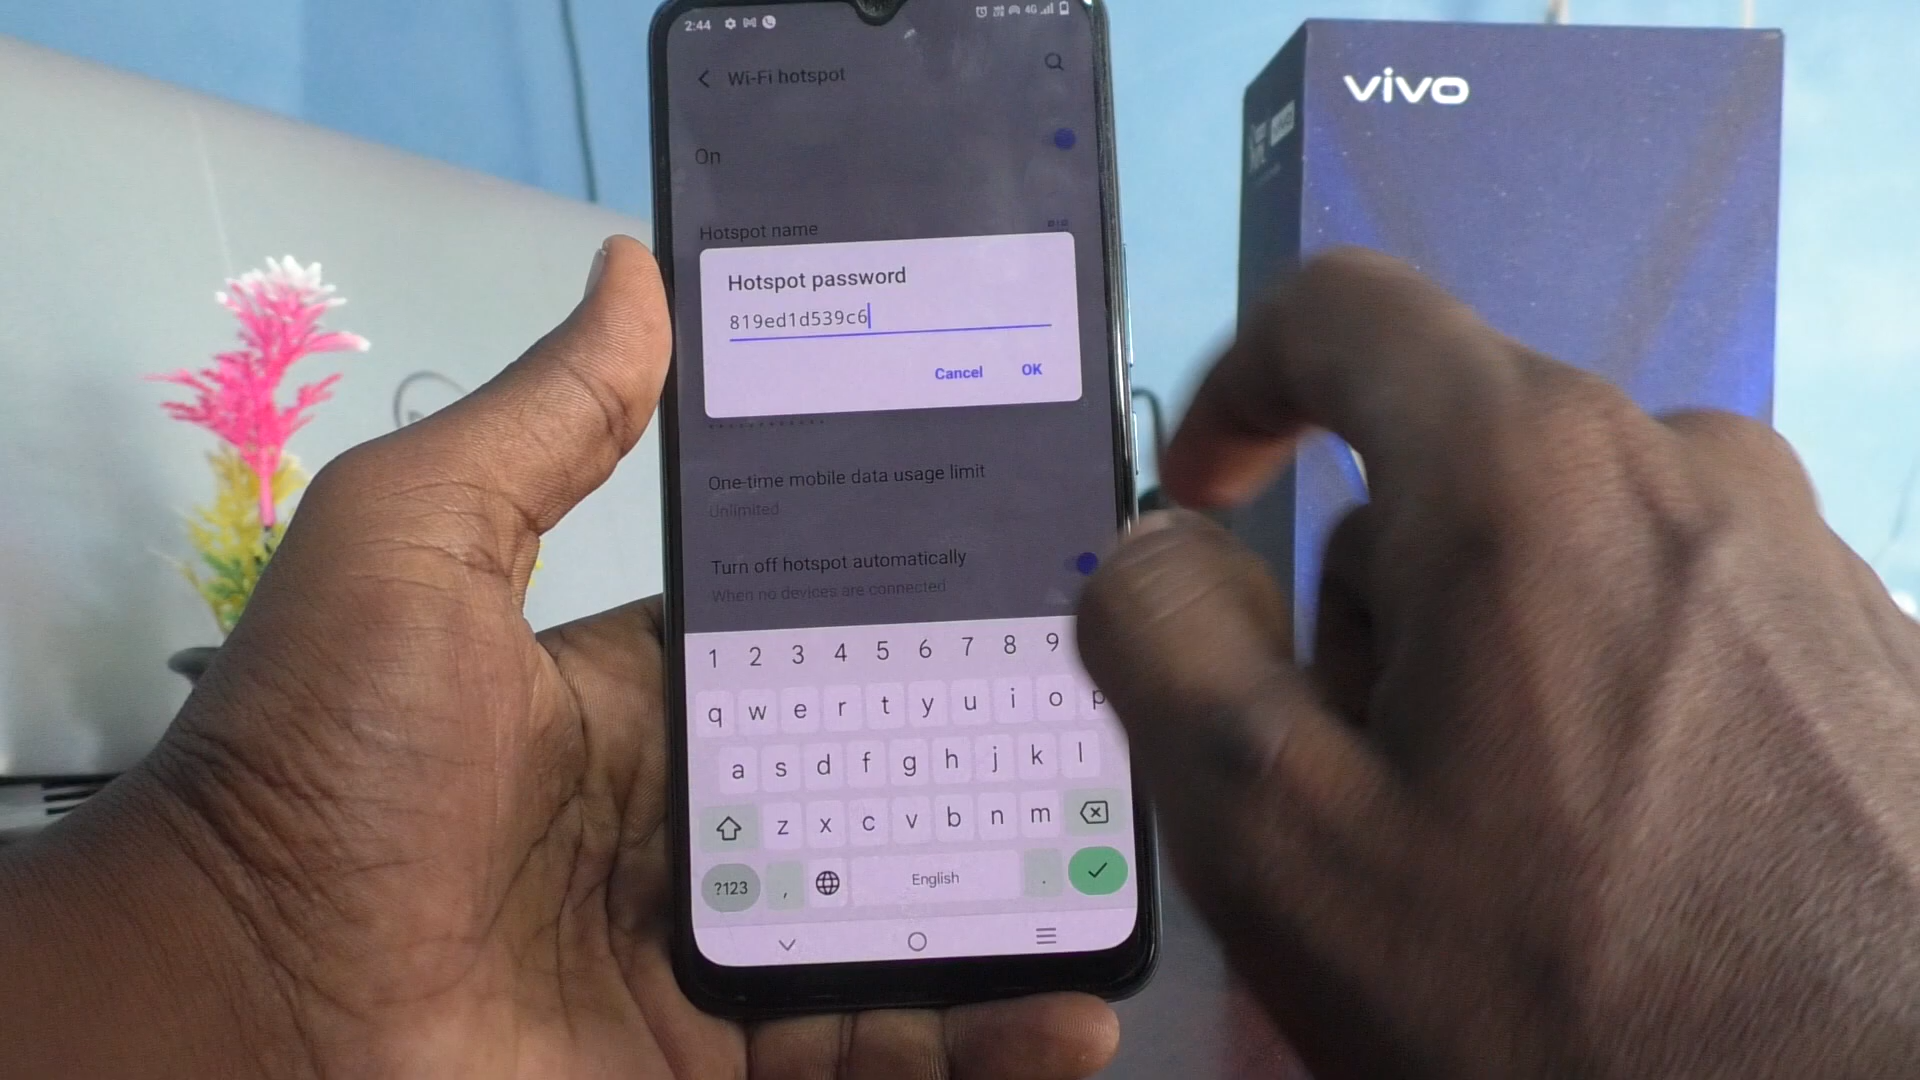 2:44
4G
vivo
Wi-Fi hotspot
On
Hotspot name
Hotspot password
819ed1d539c6
Cancel OK
One-time mobile data usage limit
Unlimited
Turn off hotspot automatically
When no devices are connected
1 2 3 4 5 6 7 8 9
q w e r t y u i o p
a s d f g h j k l
z x c v b n m
?123 , English .